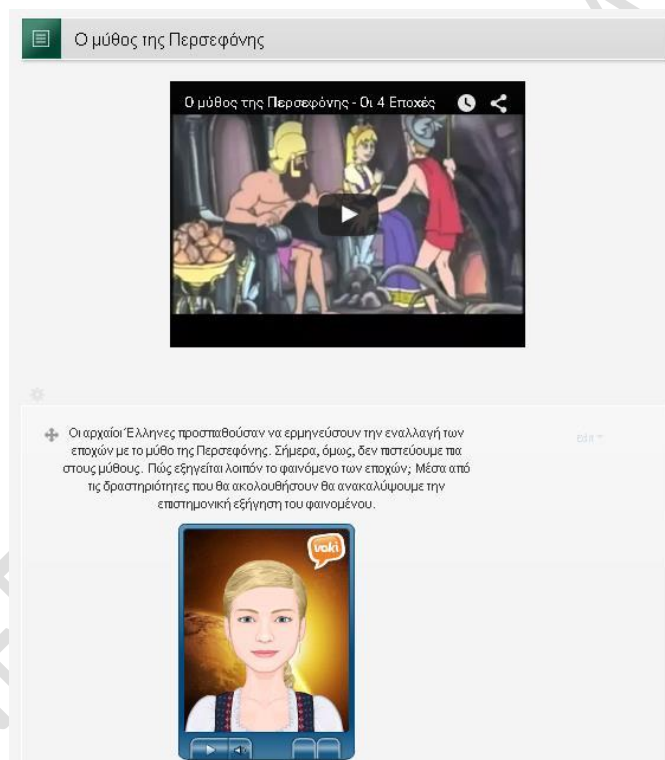 Ο μύθος της Περσεφόνης
Ο μύθος της Περσεφόνης - Οι 4 Εποχές
Οι αρχαίοι Έλληνες προσπαθούσαν να ερμηνεύσουν την εναλλαγή των
εποχών με το μύθο της Περσεφόνης. Σήμερα, όμως, δεν πιστεύουμε πια
στους μύθους. Πώς εξηγείται λοιπόν το φαινόμενο των εποχών; Μέσα από
τις δραστηριότητες που θα ακολουθήσουν θα ανακαλύψουμε την
επιστημονική εξήγηση του φαινομένου.
Edit
voki